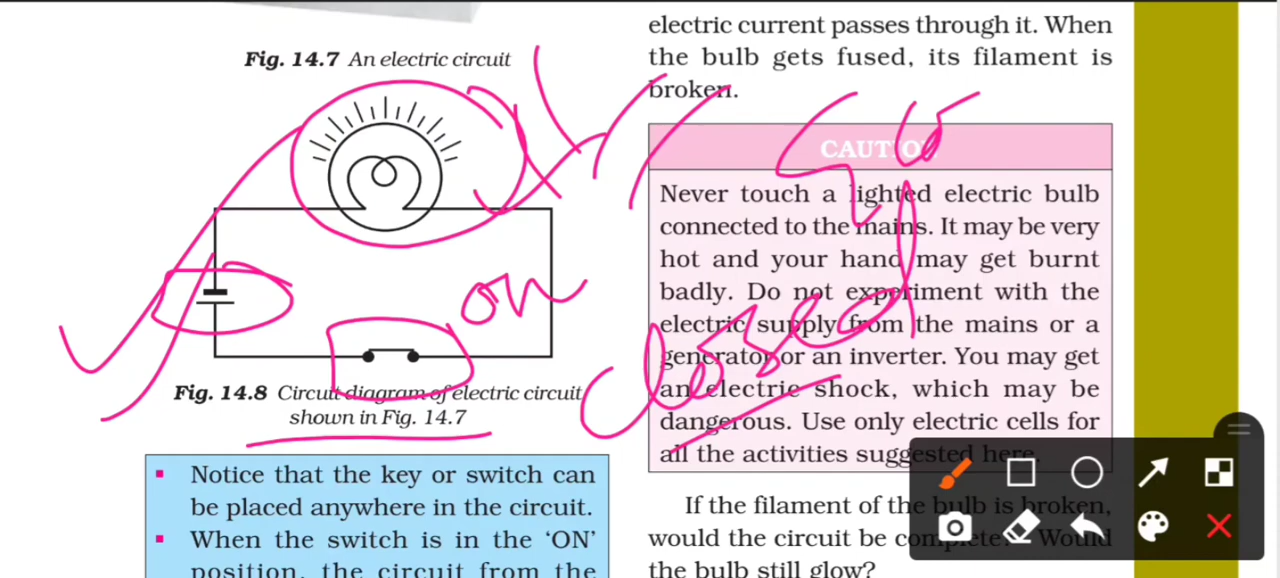 Fig. 14.7 An electric circuit
on
Fig. 14.8 Circuit diagram of electric circuit
shown in Fig. 14.7
▪ Notice that the key or switch can
be placed anywhere in the circuit.
▪ When the switch is in the ‘ON’
position, the circuit from the
electric current passes through it. When
the bulb gets fused, its filament is
broken.
CAUTION
Never touch a lighted electric bulb
connected to the mains. It may be very
hot and your hand may get burnt
badly. Do not experiment with the
electric supply from the mains or a
generator or an inverter. You may get
an electric shock, which may be
dangerous. Use only electric cells for
all the activities suggested here.
closed
If the filament of the bulb is broken,
would the circuit be complete? Would
the bulb still glow?